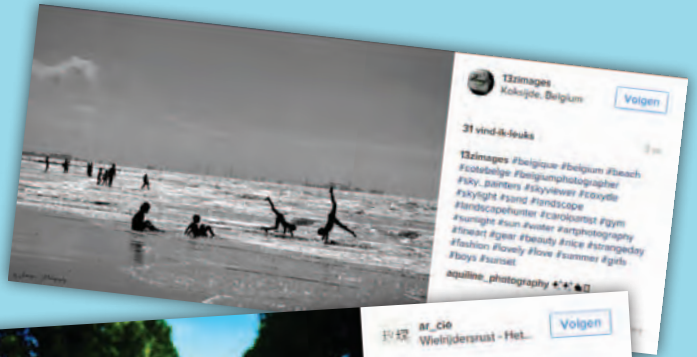 13zimages
Koksijde, Belgium
Volgen
31 vind-ik-leuks
13zimages #belgique #belgium #beach
#cotebelge #belgiumphotographer
#sky_painters #skyviewer #coxyde
#skylight #sand #landscape
#landscapehunter #carolpantist #gym
#sunlight #sun #water #artphotography
#fineart #gear #beauty #nice #strangeday
#fashion #lovely #love #summer #girls
#boys #sunset
aquiline_photography
ar_cie
Wielrijdersrust - Het...
Volgen